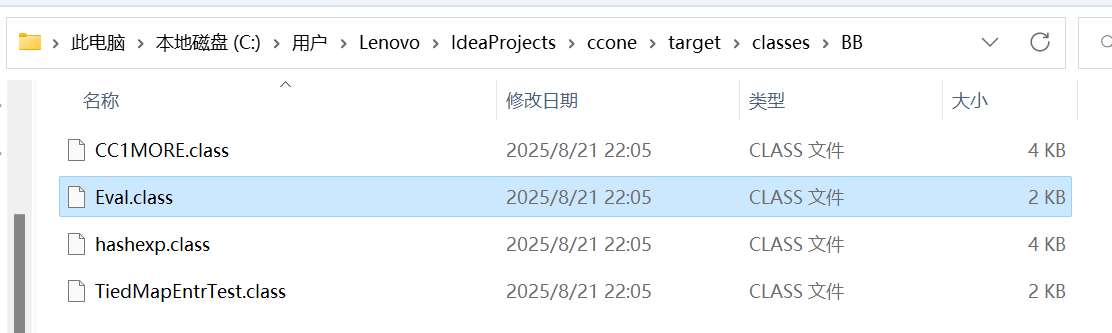 此电脑 › 本地磁盘 (C:) › 用户 › Lenovo › IdeaProjects › ccone › target › classes › BB
名称 修改日期 类型 大小
CC1MORE.class 2025/8/21 22:05 CLASS 文件 4 KB
Eval.class 2025/8/21 22:05 CLASS 文件 2 KB
hashexp.class 2025/8/21 22:05 CLASS 文件 4 KB
TiedMapEntrTest.class 2025/8/21 22:05 CLASS 文件 2 KB